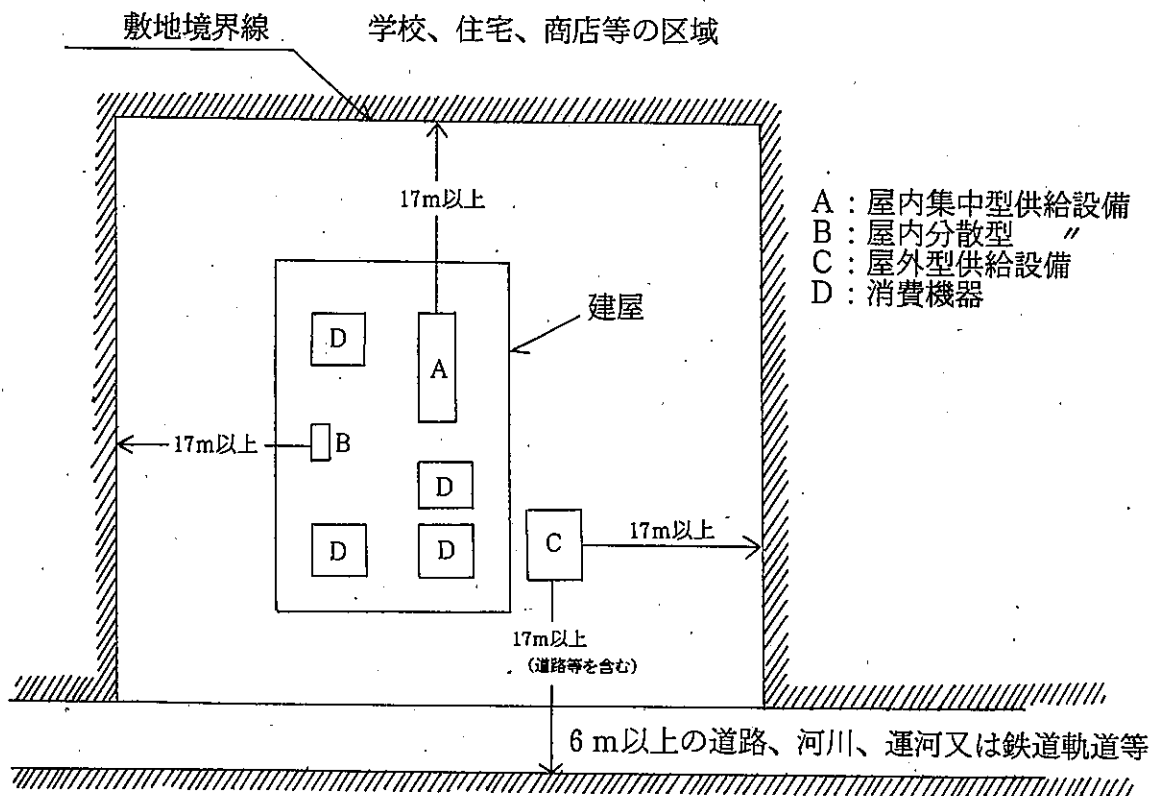 敷地境界線
学校、住宅、商店等の区域
17m以上
A：屋内集中型供給設備
B：屋内分散型　〃
C：屋外型供給設備
D：消費機器
建屋
D
A
17m以上
B
D
D
D
C
17m以上
17m以上
（道路等を含む）
6m以上の道路、河川、運河又は鉄道軌道等